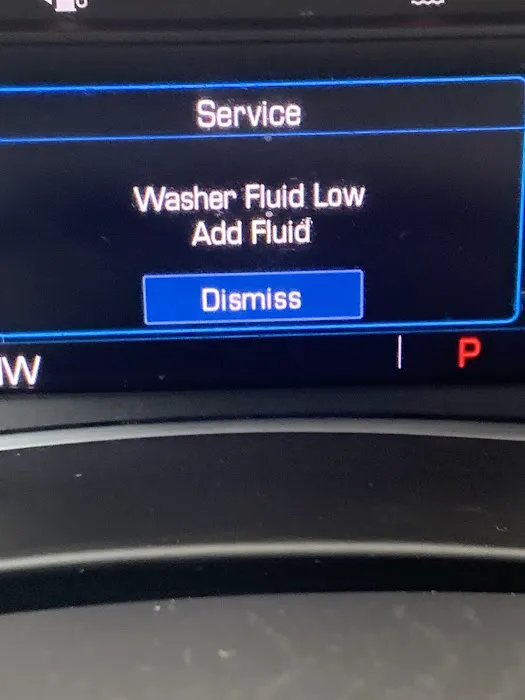 Service
Washer Fluid Low
Add Fluid
Dismiss
W
P